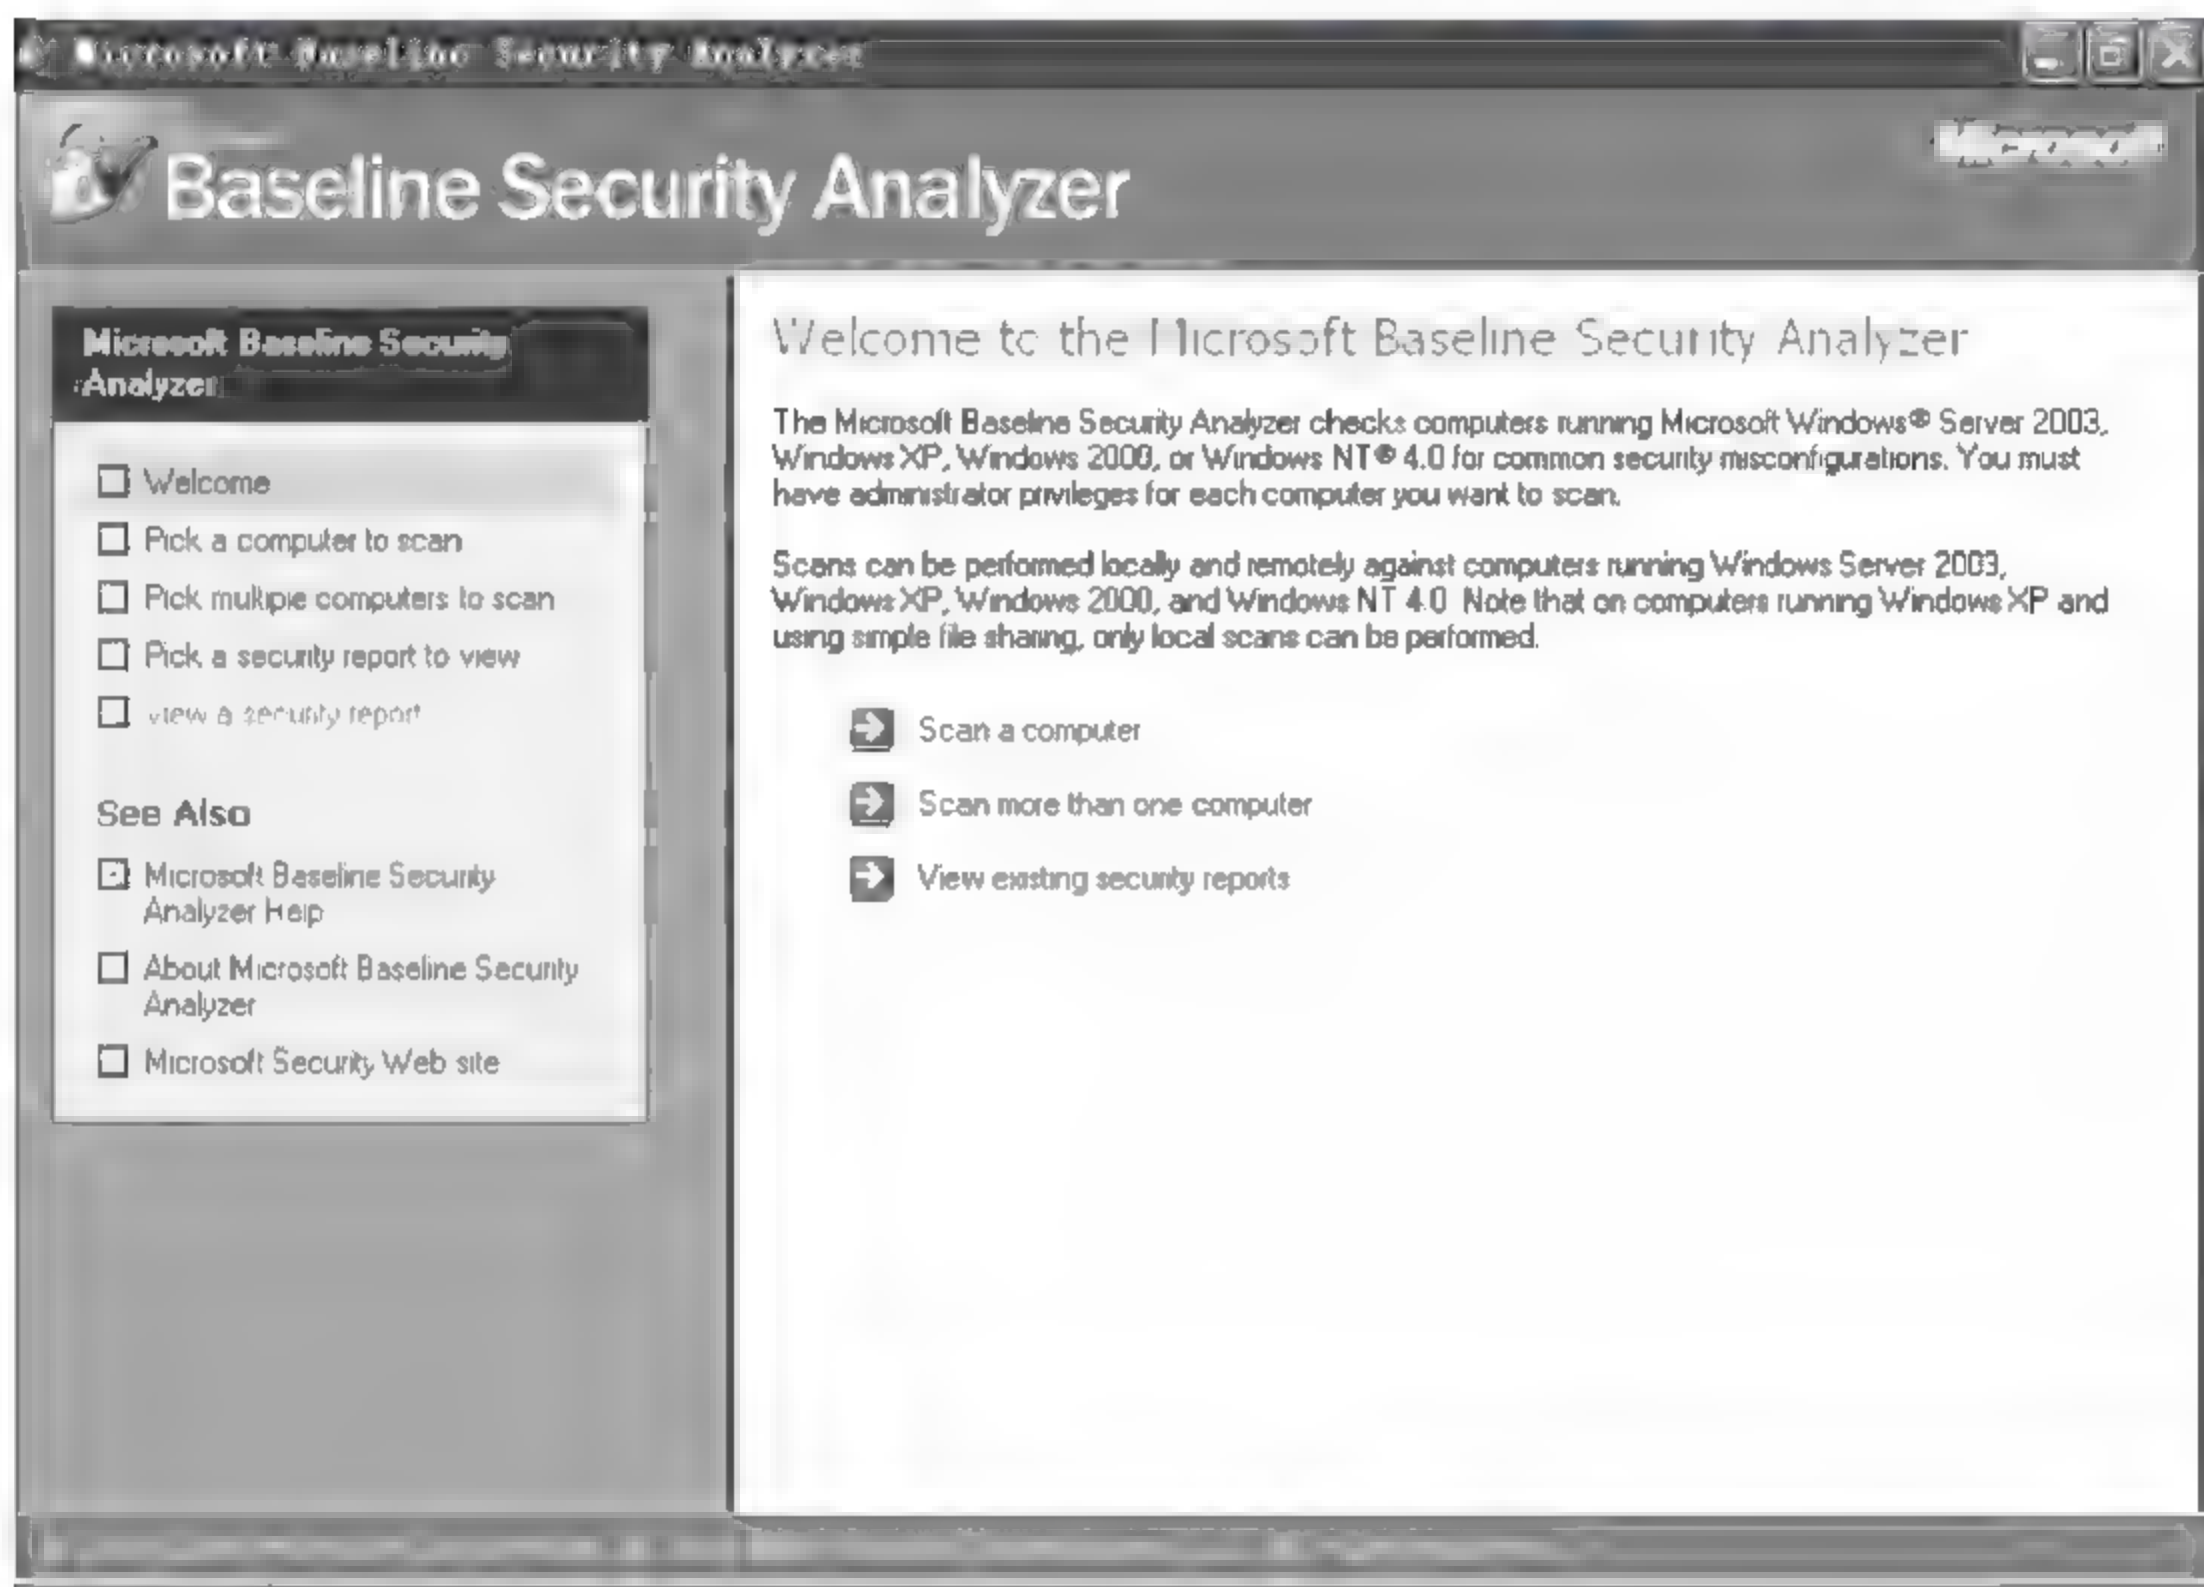 Microsoft Baseline Security Analyzer
Baseline Security Analyzer
Microsoft Baseline Security
Analyzer
Welcome
Pick a computer to scan
Pick multiple computers to scan
Pick a security report to view
View a security report
See Also
Microsoft Baseline Security
Analyzer Help
About Microsoft Baseline Security
Analyzer
Microsoft Security Web site
Welcome to the Microsoft Baseline Security Analyzer
The Microsoft Baseline Security Analyzer checks computers running Microsoft Windows® Server 2003,
Windows XP, Windows 2000, or Windows NT® 4.0 for common security misconfigurations. You must
have administrator privileges for each computer you want to scan.
Scans can be performed locally and remotely against computers running Windows Server 2003,
Windows XP, Windows 2000, and Windows NT 4.0 Note that on computers running Windows XP and
using simple file sharing, only local scans can be performed.
Scan a computer
Scan more than one computer
View existing security reports